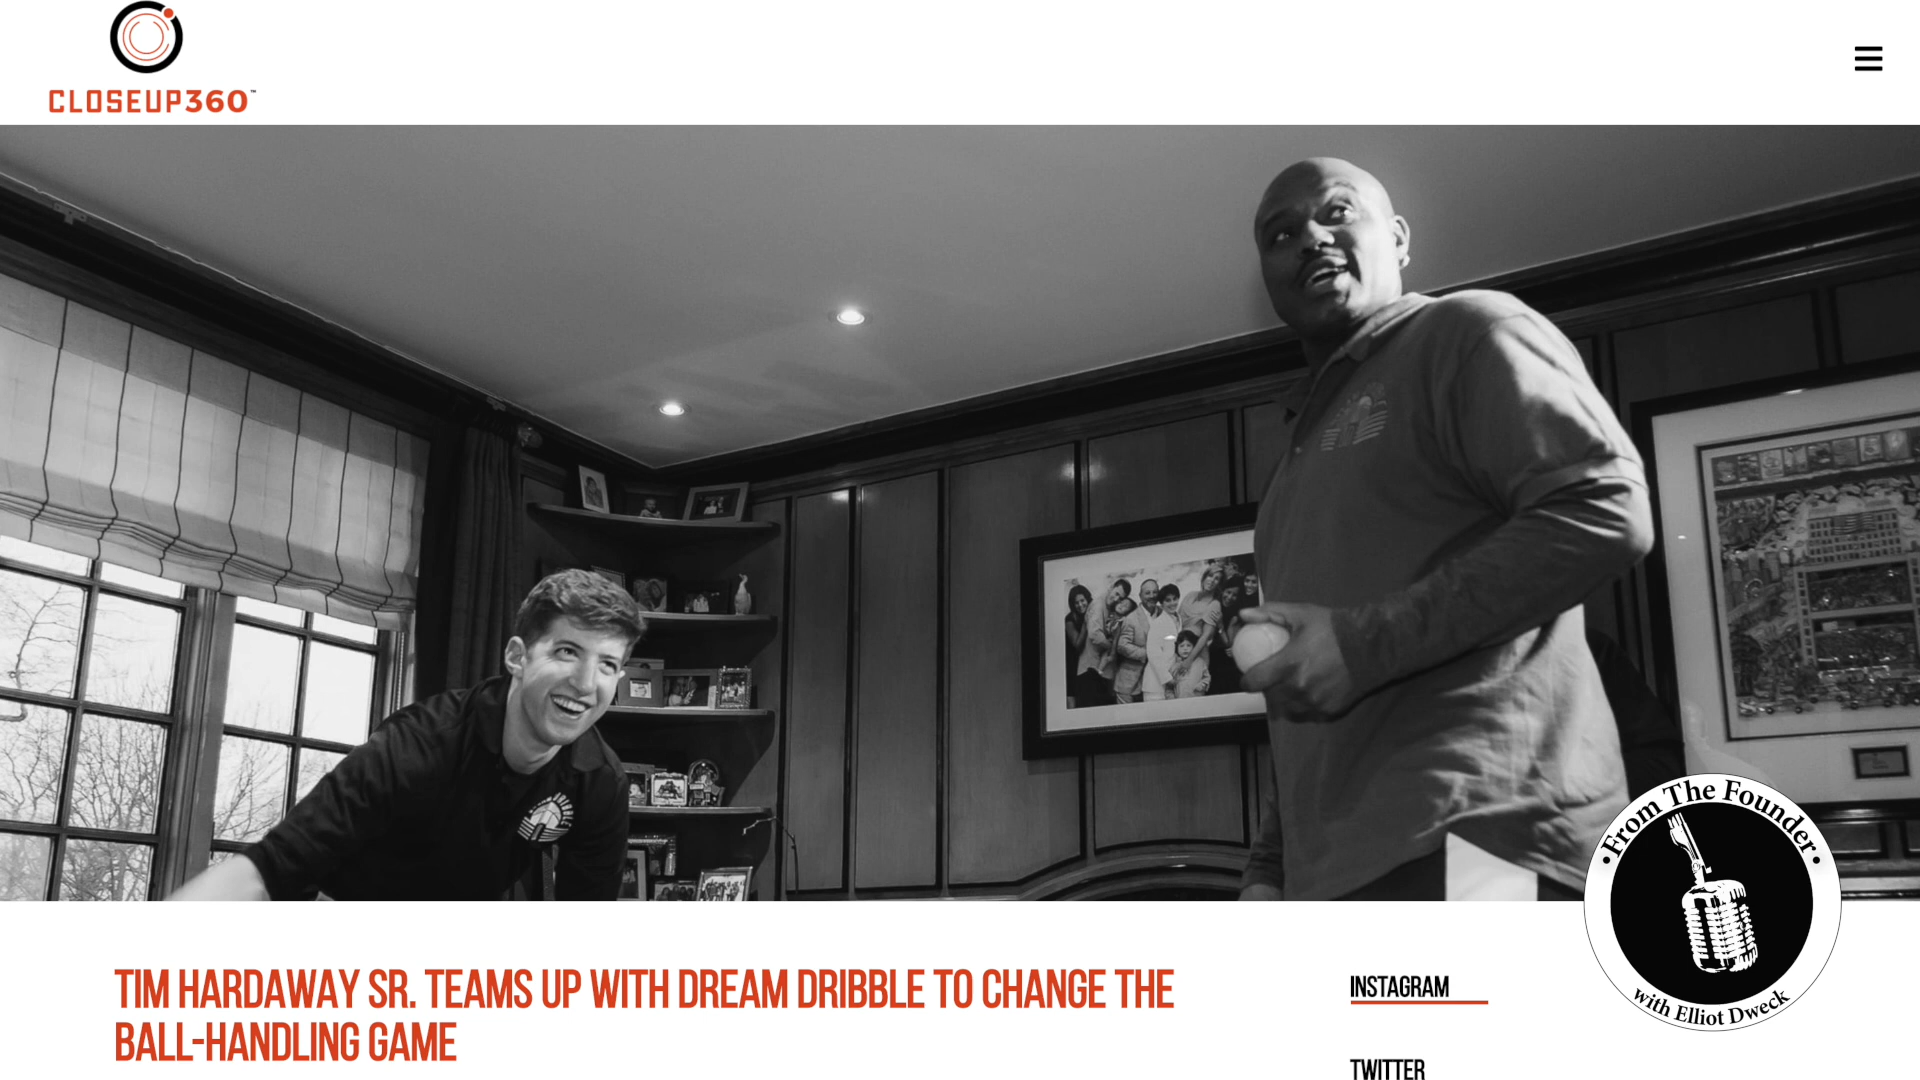 CLOSEUP360™
From The Founder
with Elliot Dweck
TIM HARDAWAY SR. TEAMS UP WITH DREAM DRIBBLE TO CHANGE THE
BALL-HANDLING GAME
INSTAGRAM
TWITTER